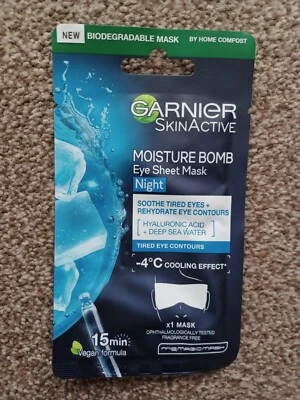 NEW BIODEGRADABLE MASK BY HOME COMPOST
GARNIER
SKINACTIVE
MOISTURE BOMB
Eye Sheet Mask
Night
SOOTHE TIRED EYES +
REHYDRATE EYE CONTOURS
[ HYALURONIC ACID
+ DEEP SEA WATER ]
TIRED EYE CONTOURS
-4°C COOLING EFFECT*
x1 MASK
OPHTHALMOLOGICALLY TESTED
FRAGRANCE FREE
15min
vegan formula